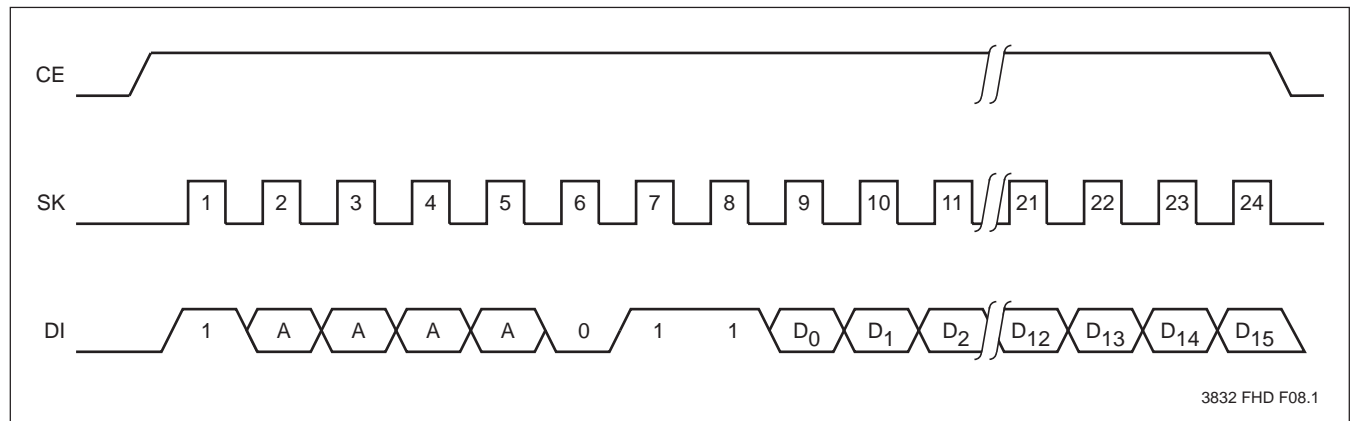 CE
SK 1 2 3 4 5 6 7 8 9 10 11 21 22 23 24
DI 1 A A A A 0 1 1 D0 D1 D2 D12 D13 D14 D15
3832 FHD F08.1